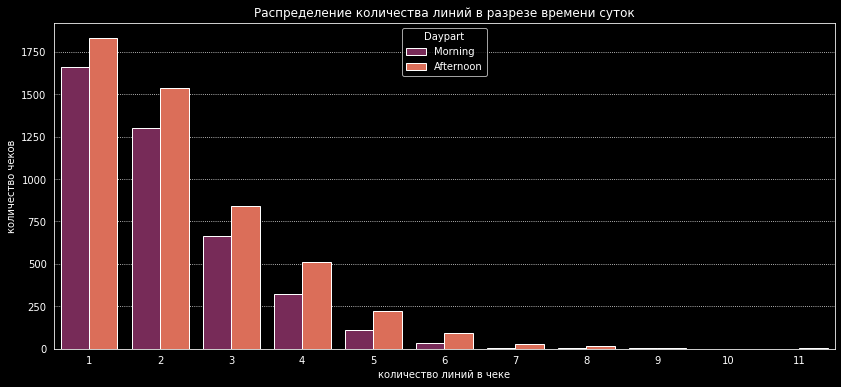 Распределение количества линий в разрезе времени суток
Daypart
Morning
Afternoon
количество чеков
1750
1500
1250
1000
750
500
250
0
1 2 3 4 5 6 7 8 9 10 11
количество линий в чеке